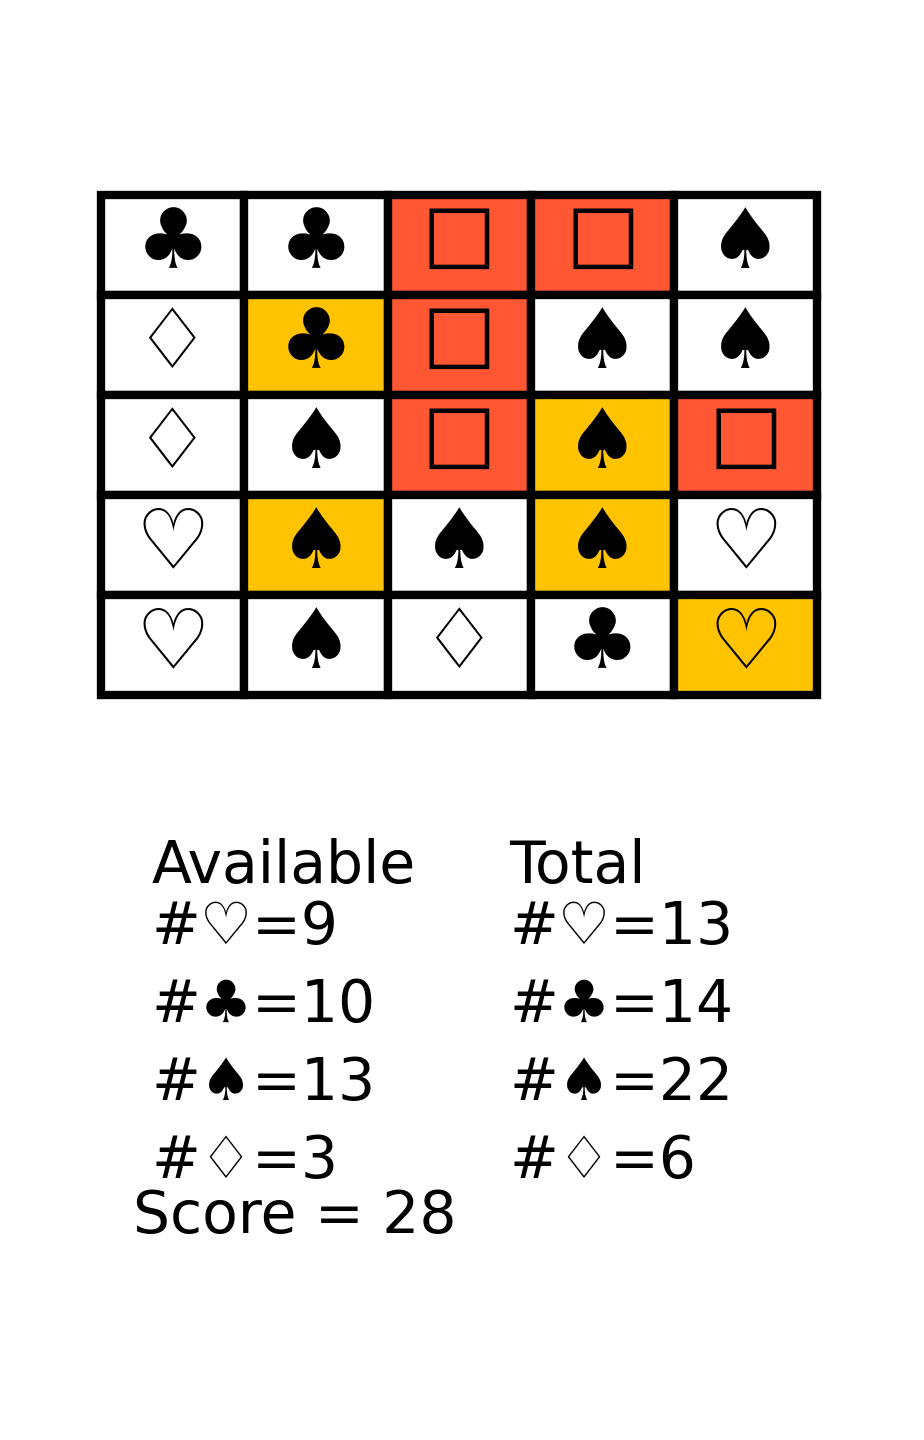 ♣ ♣ □ □ ♠
♢ ♣ □ ♠ ♠
♢ ♠ □ ♠ □
♡ ♠ ♠ ♠ ♡
♡ ♠ ♢ ♣ ♡
Available Total
#♡=9 #♡=13
#♣=10 #♣=14
#♠=13 #♠=22
#♢=3 #♢=6
Score = 28